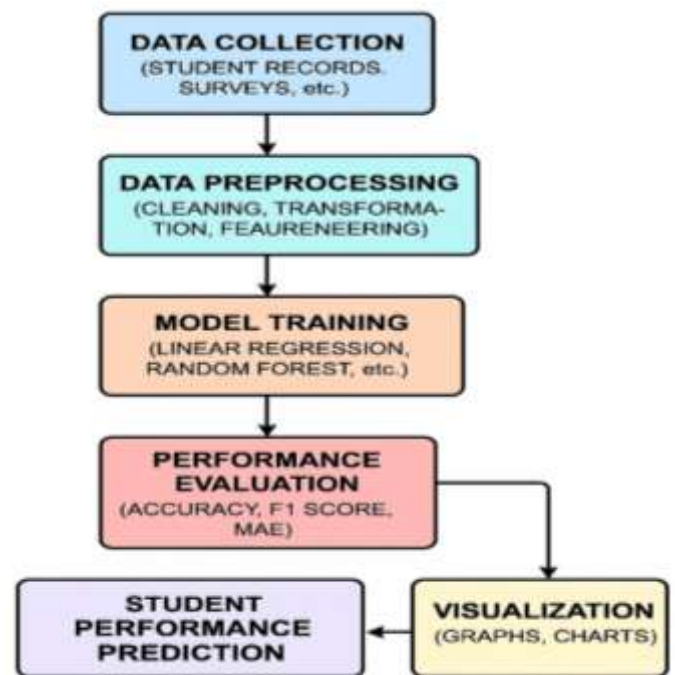 DATA COLLECTION
(STUDENT RECORDS.
SURVEYS, etc.)
DATA PREPROCESSING
(CLEANING, TRANSFORMA-
TION, FEAURENEERING)
MODEL TRAINING
(LINEAR REGRESSION,
RANDOM FOREST, etc.)
PERFORMANCE
EVALUATION
(ACCURACY, F1 SCORE,
MAE)
STUDENT
PERFORMANCE
PREDICTION
VISUALIZATION
(GRAPHS, CHARTS)